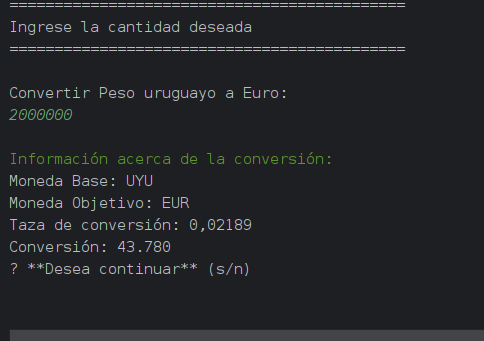 ============================================
Ingrese la cantidad deseada
============================================
Convertir Peso uruguayo a Euro:
2000000
Información acerca de la conversión:
Moneda Base: UYU
Moneda Objetivo: EUR
Taza de conversión: 0,02189
Conversión: 43.780
? **Desea continuar** (s/n)